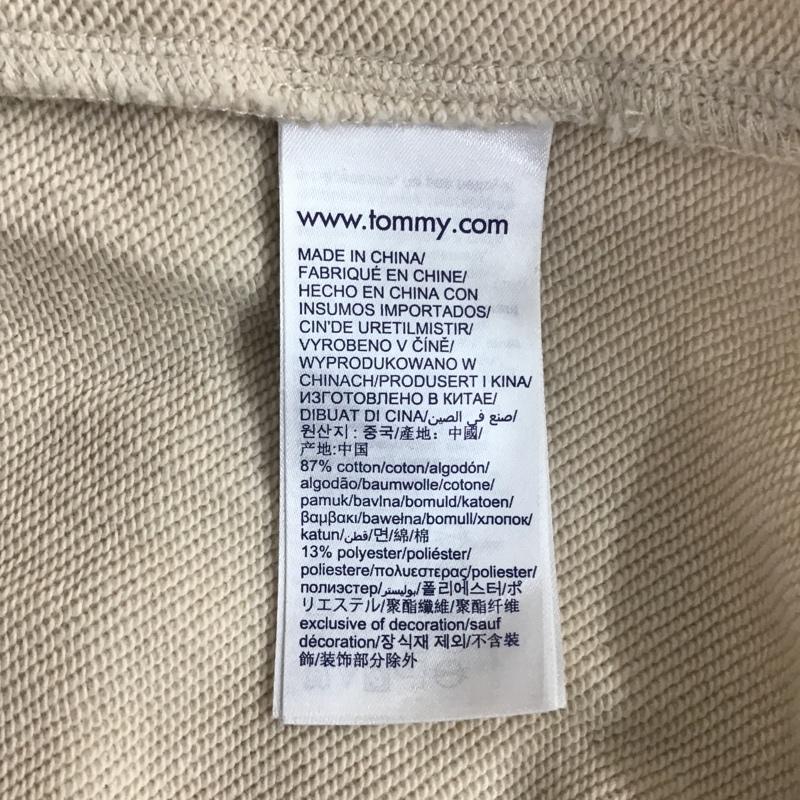 www.tommy.com
MADE IN CHINA/
FABRIQUÉ EN CHINE/
HECHO EN CHINA CON
INSUMOS IMPORTADOS/
CIN'DE URETILMISTIR/
VYROBENO V ČÍNĚ/
WYPRODUKOWANO W
CHINACH/PRODUSERT I KINA/
ИЗГОТОВЛЕНО В КИТАЕ/
DIBUAT DI CINA/صنع في الصين/
원산지 : 중국/產地: 中國/
产地:中国
87% cotton/coton/algodón/
algodão/baumwolle/cotone/
pamuk/bavlna/bomuld/katoen/
βαμβακι/bawełna/bomull/хлопок/
katun/قطن/면/綿/棉
13% polyester/poliéster/
poliestere/πολυεστερας/poliester/
полиэстер/بوليستر/폴리에스터/ポ
リエステル/聚酯纖維/聚酯纤维
exclusive of decoration/sauf
décoration/장식재 제외/不含裝
飾/装饰部分除外